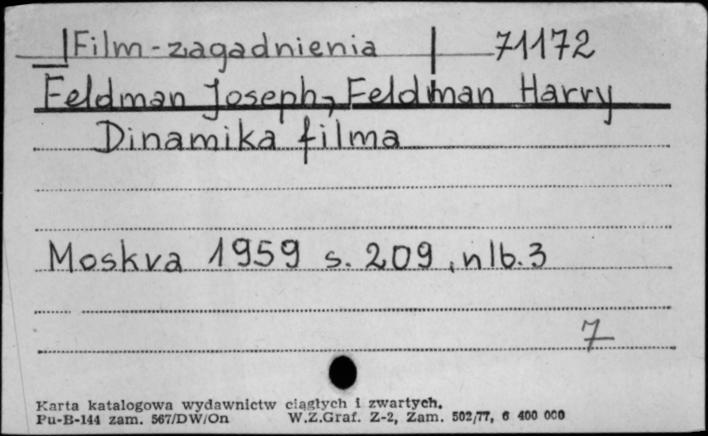 Film - zagadnienia 71172
Feldman Joseph, Feldman Harry
Dinamika filma
Moskva 1959 s. 209, nlb. 3
7
Karta katalogowa wydawnictw ciągłych i zwartych.
Pu-B-144 zam. 567/DW/On W.Z.Graf. Z-2, Zam. 502/77, 6 400 000